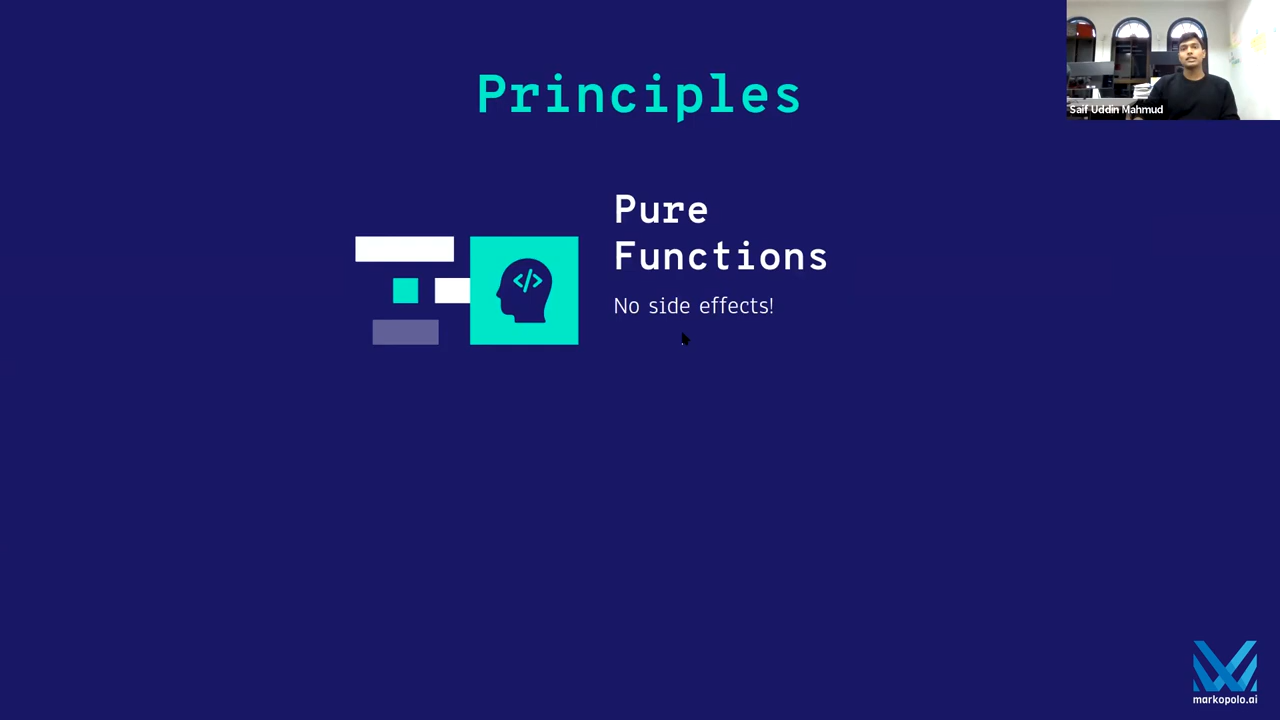 Principles
Saif Uddin Mahmud
Pure
Functions
</>
No side effects!
markopolo.ai